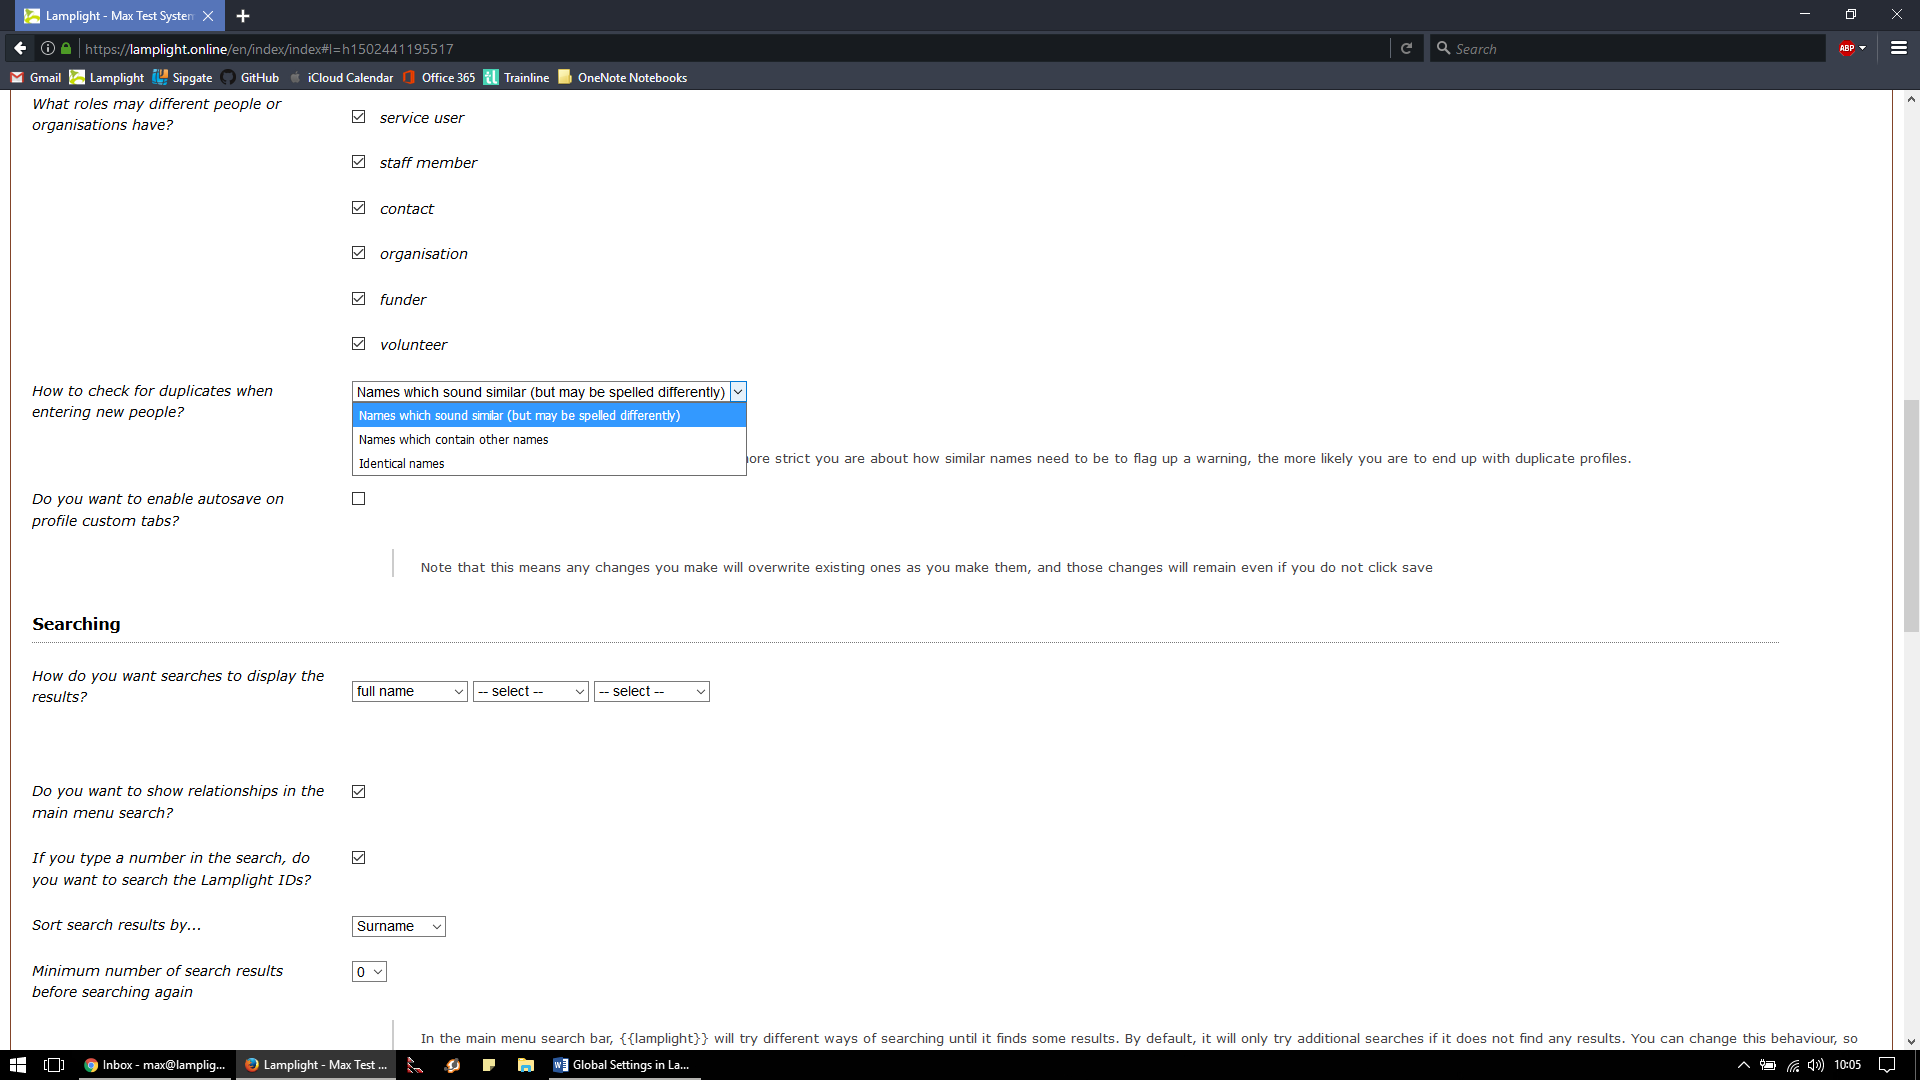 Lamplight - Max Test System
https://lamplight.online/en/index/index#l=h1502441195517
Search
ABP
Gmail Lamplight Sipgate GitHub iCloud Calendar Office 365 Trainline OneNote Notebooks
What roles may different people or
organisations have?
service user
staff member
contact
organisation
funder
volunteer
How to check for duplicates when
entering new people?
Names which sound similar (but may be spelled differently)
Names which sound similar (but may be spelled differently)
Names which contain other names
Identical names
ore strict you are about how similar names need to be to flag up a warning, the more likely you are to end up with duplicate profiles.
Do you want to enable autosave on
profile custom tabs?
Note that this means any changes you make will overwrite existing ones as you make them, and those changes will remain even if you do not click save
Searching
How do you want searches to display the
results?
full name -- select -- -- select --
Do you want to show relationships in the
main menu search?
If you type a number in the search, do
you want to search the Lamplight IDs?
Sort search results by...
Surname
Minimum number of search results
before searching again
0
In the main menu search bar, {{lamplight}} will try different ways of searching until it finds some results. By default, it will only try additional searches if it does not find any results. You can change this behaviour, so
Inbox - max@lamplig... Lamplight - Max Test ... Global Settings in La... 10:05